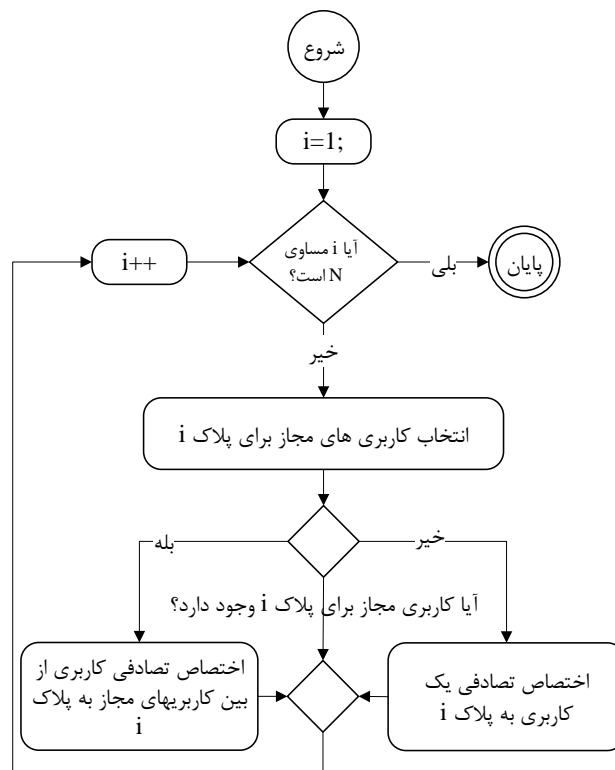 شروع
i=1;
آیا i مساوی
N است؟
i++
بلی
پایان
خیر
انتخاب کاربری های مجاز برای پلاک i
بله
خیر
آیا کاربری مجاز برای پلاک i وجود دارد؟
اختصاص تصادفی کاربری از
بین کاربریهای مجاز به پلاک
i
اختصاص تصادفی یک
کاربری به پلاک i